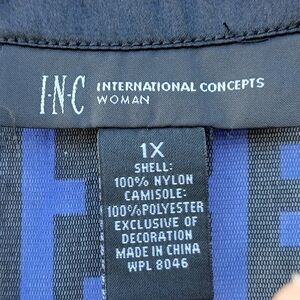 I·N·C INTERNATIONAL CONCEPTS
WOMAN
1X
SHELL:
100% NYLON
CAMISOLE:
100%POLYESTER
EXCLUSIVE OF
DECORATION
MADE IN CHINA
WPL 8046